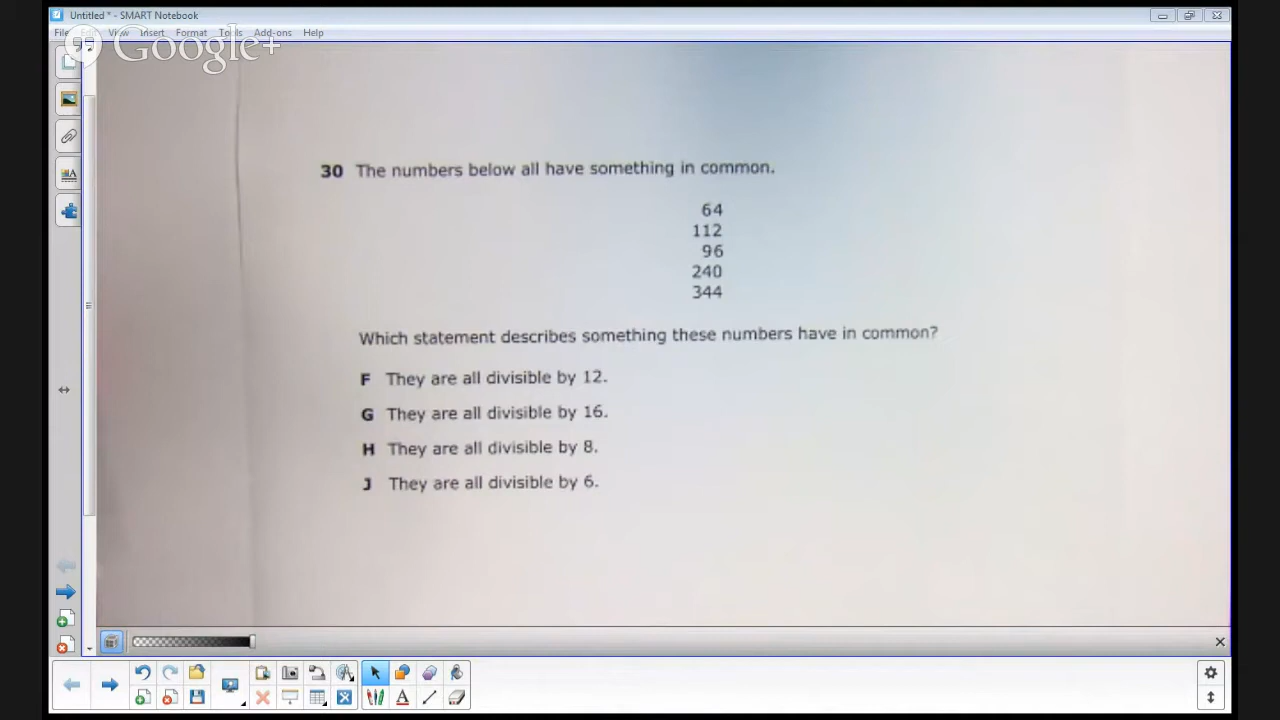 Untitled * - SMART Notebook
File Edit View Insert Format Tools Add-ons Help
Google+
30 The numbers below all have something in common.
64
112
96
240
344
Which statement describes something these numbers have in common?
F They are all divisible by 12.
G They are all divisible by 16.
H They are all divisible by 8.
J They are all divisible by 6.